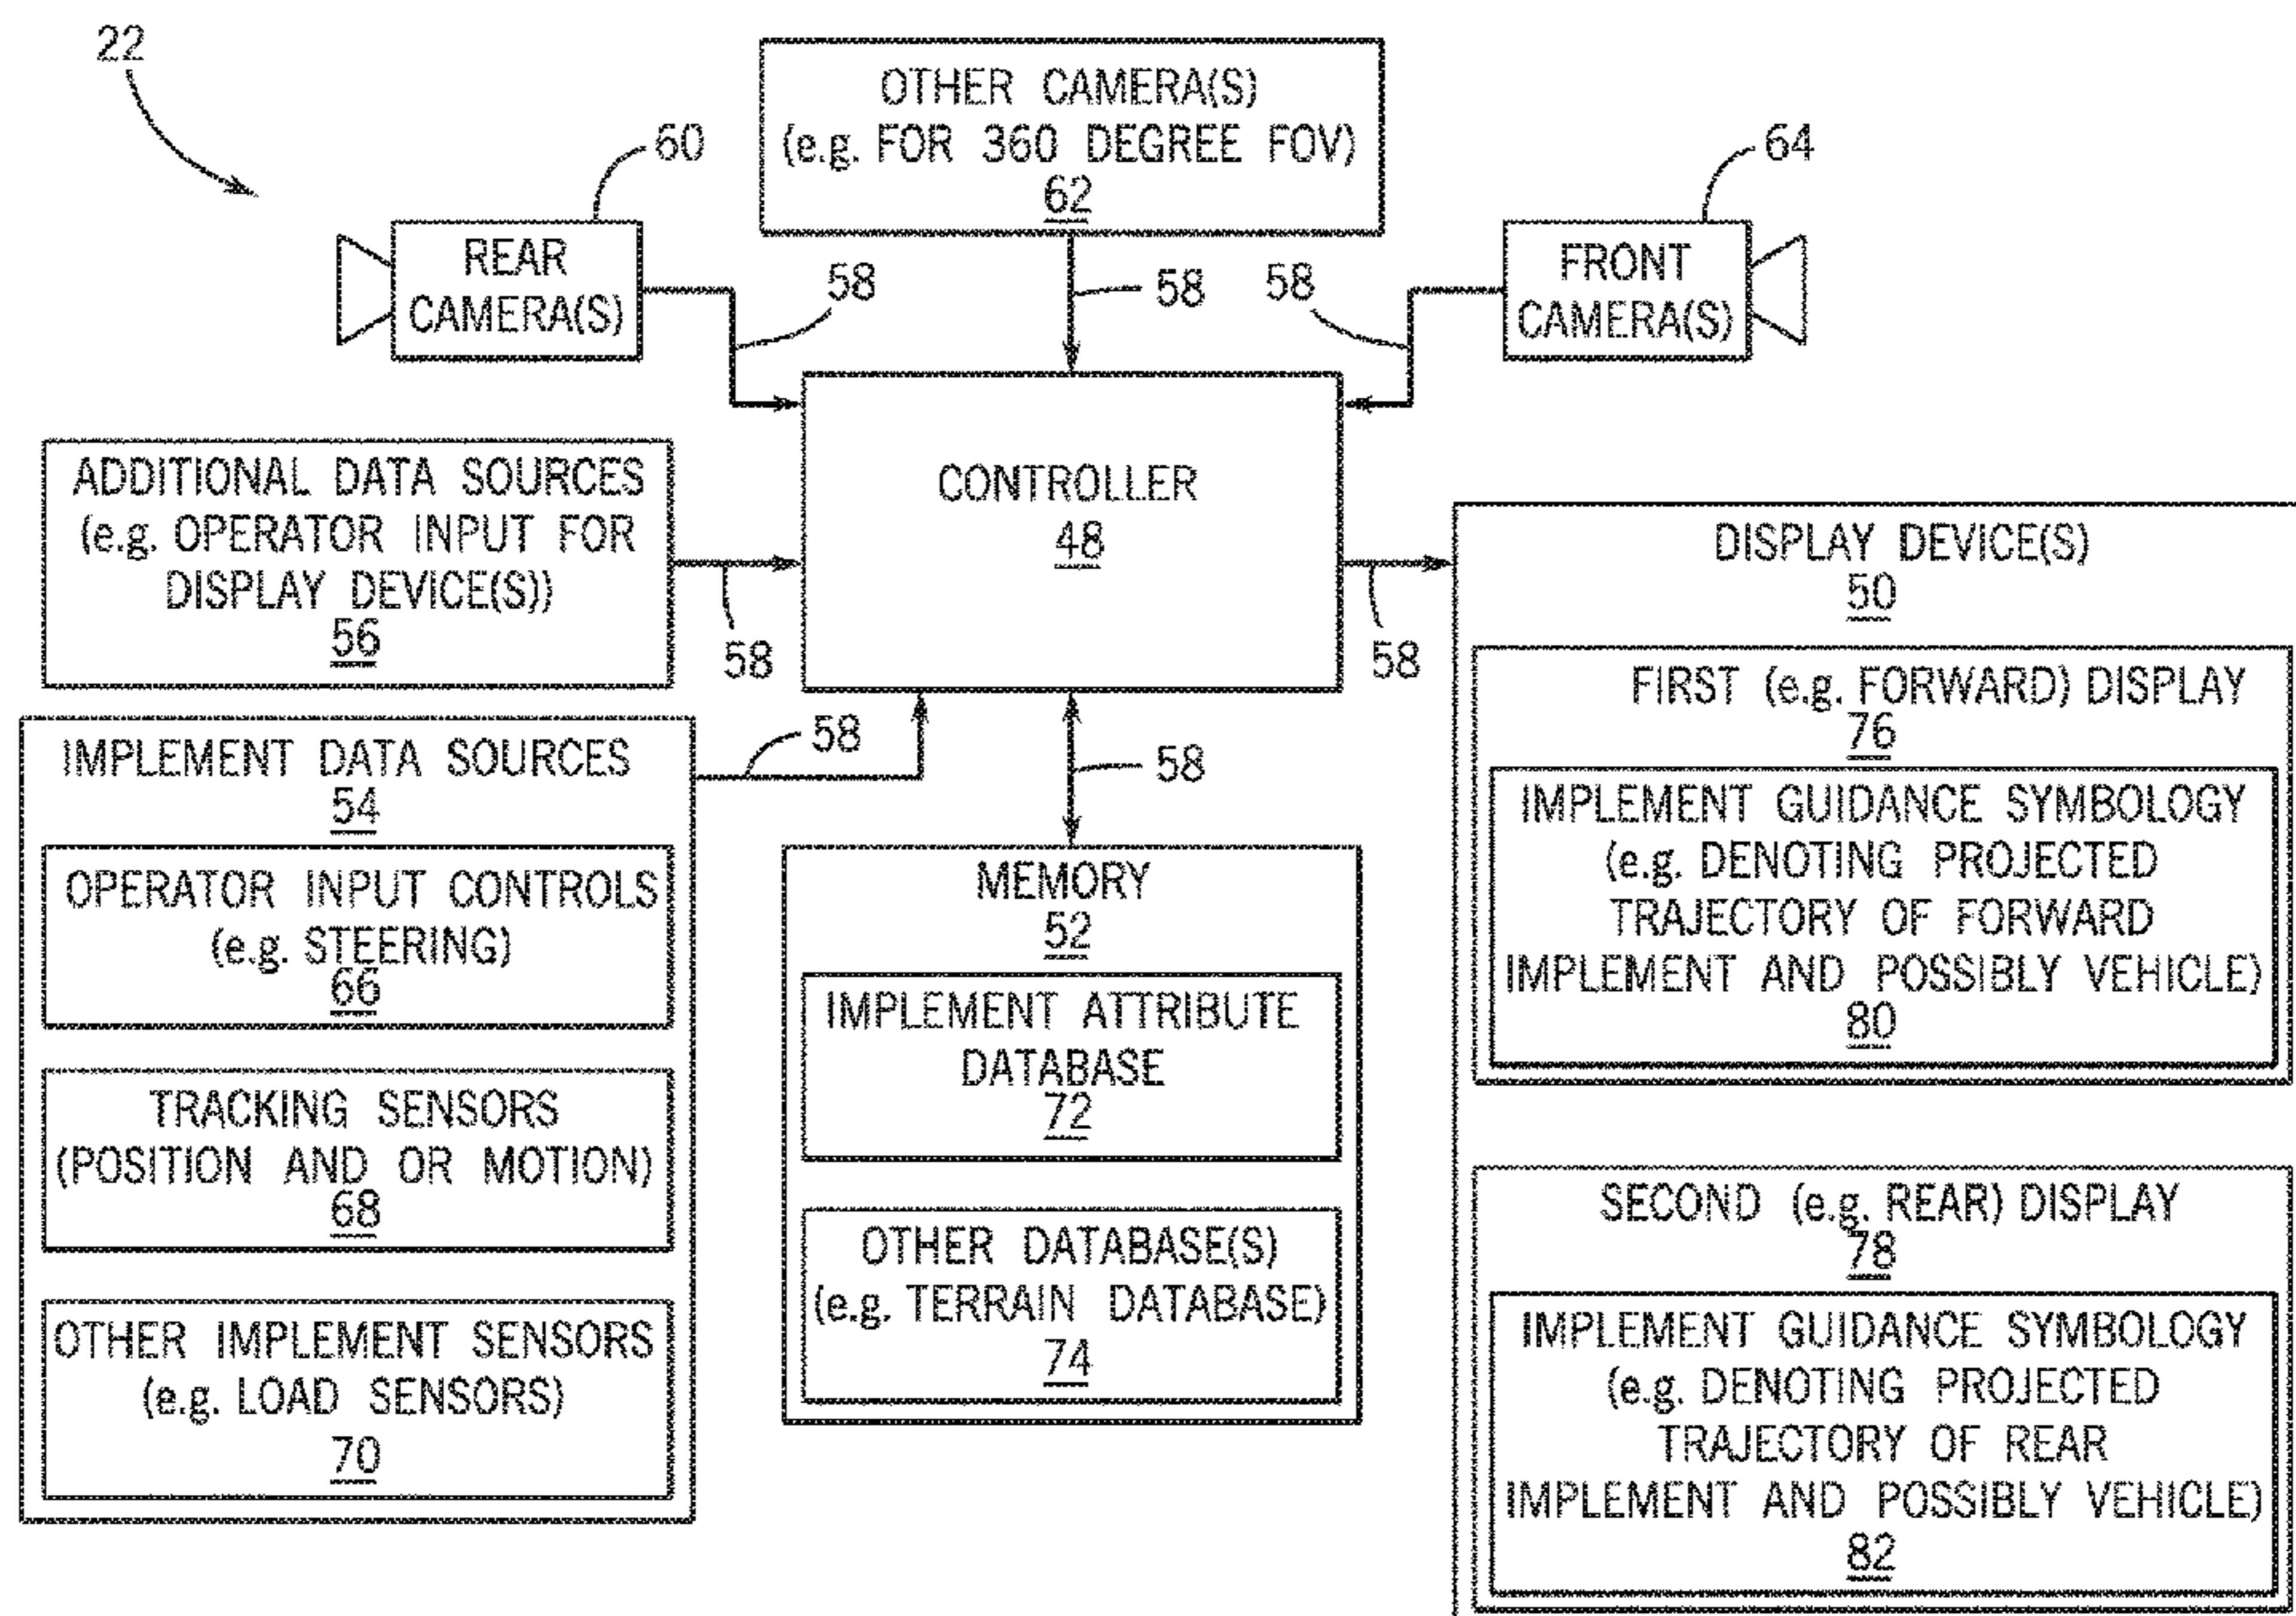 22
OTHER CAMERA(S)
(e.g. FOR 360 DEGREE FOV)
62
60
64
REAR
CAMERA(S)
58
58
58
FRONT
CAMERA(S)
ADDITIONAL DATA SOURCES
(e.g. OPERATOR INPUT FOR
DISPLAY DEVICE(S))
56
58
CONTROLLER
48
58
DISPLAY DEVICE(S)
50
FIRST (e.g. FORWARD) DISPLAY
76
IMPLEMENT GUIDANCE SYMBOLOGY
(e.g. DENOTING PROJECTED
TRAJECTORY OF FORWARD
IMPLEMENT AND POSSIBLY VEHICLE)
80
SECOND (e.g. REAR) DISPLAY
78
IMPLEMENT GUIDANCE SYMBOLOGY
(e.g. DENOTING PROJECTED
TRAJECTORY OF REAR
IMPLEMENT AND POSSIBLY VEHICLE)
82
IMPLEMENT DATA SOURCES
54
58
58
OPERATOR INPUT CONTROLS
(e.g. STEERING)
66
TRACKING SENSORS
(POSITION AND OR MOTION)
68
OTHER IMPLEMENT SENSORS
(e.g. LOAD SENSORS)
70
MEMORY
52
IMPLEMENT ATTRIBUTE
DATABASE
72
OTHER DATABASE(S)
(e.g. TERRAIN DATABASE)
74